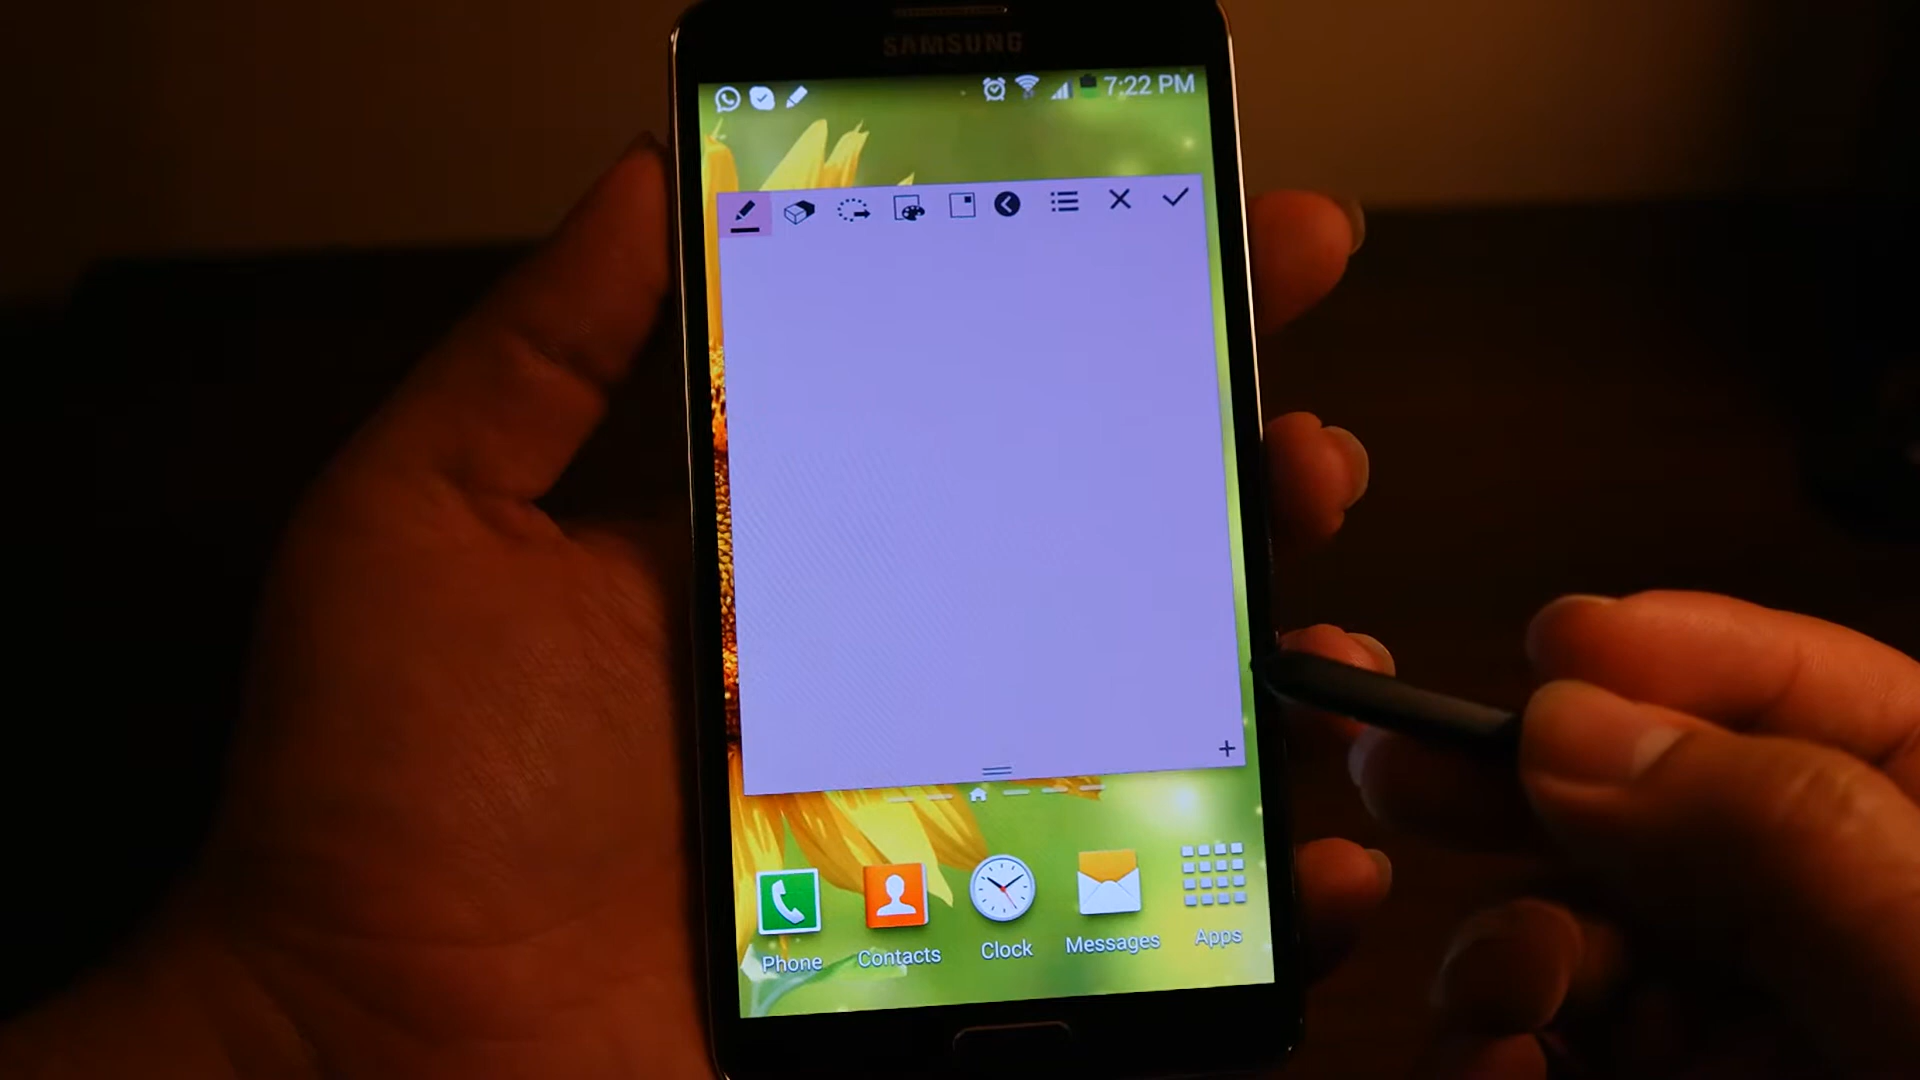 SAMSUNG
7:22 PM
Phone
Contacts
Clock
Messages
Apps